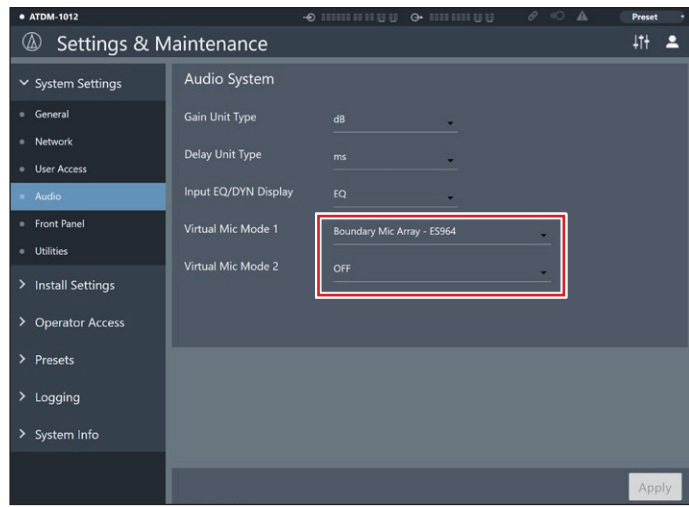 ATDM-1012
Preset
Settings & Maintenance
System Settings
General
Network
User Access
Audio
Front Panel
Utilities
Install Settings
Operator Access
Presets
Logging
System Info
Audio System
Gain Unit Type
dB
Delay Unit Type
ms
Input EQ/DYN Display
EQ
Virtual Mic Mode 1
Boundary Mic Array - ES964
Virtual Mic Mode 2
OFF
Apply